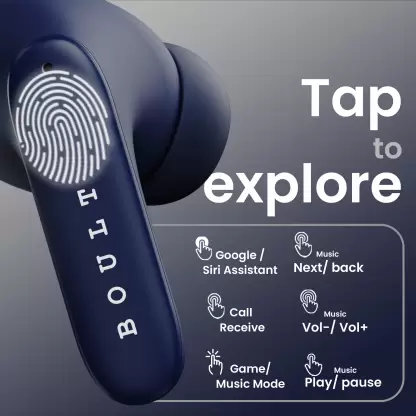 Tap
to
explore
BOULT
Google /
Siri Assistant
Music
Next/ back
Call
Receive
Music
Vol-/ Vol+
Game/
Music Mode
Music
Play/ pause